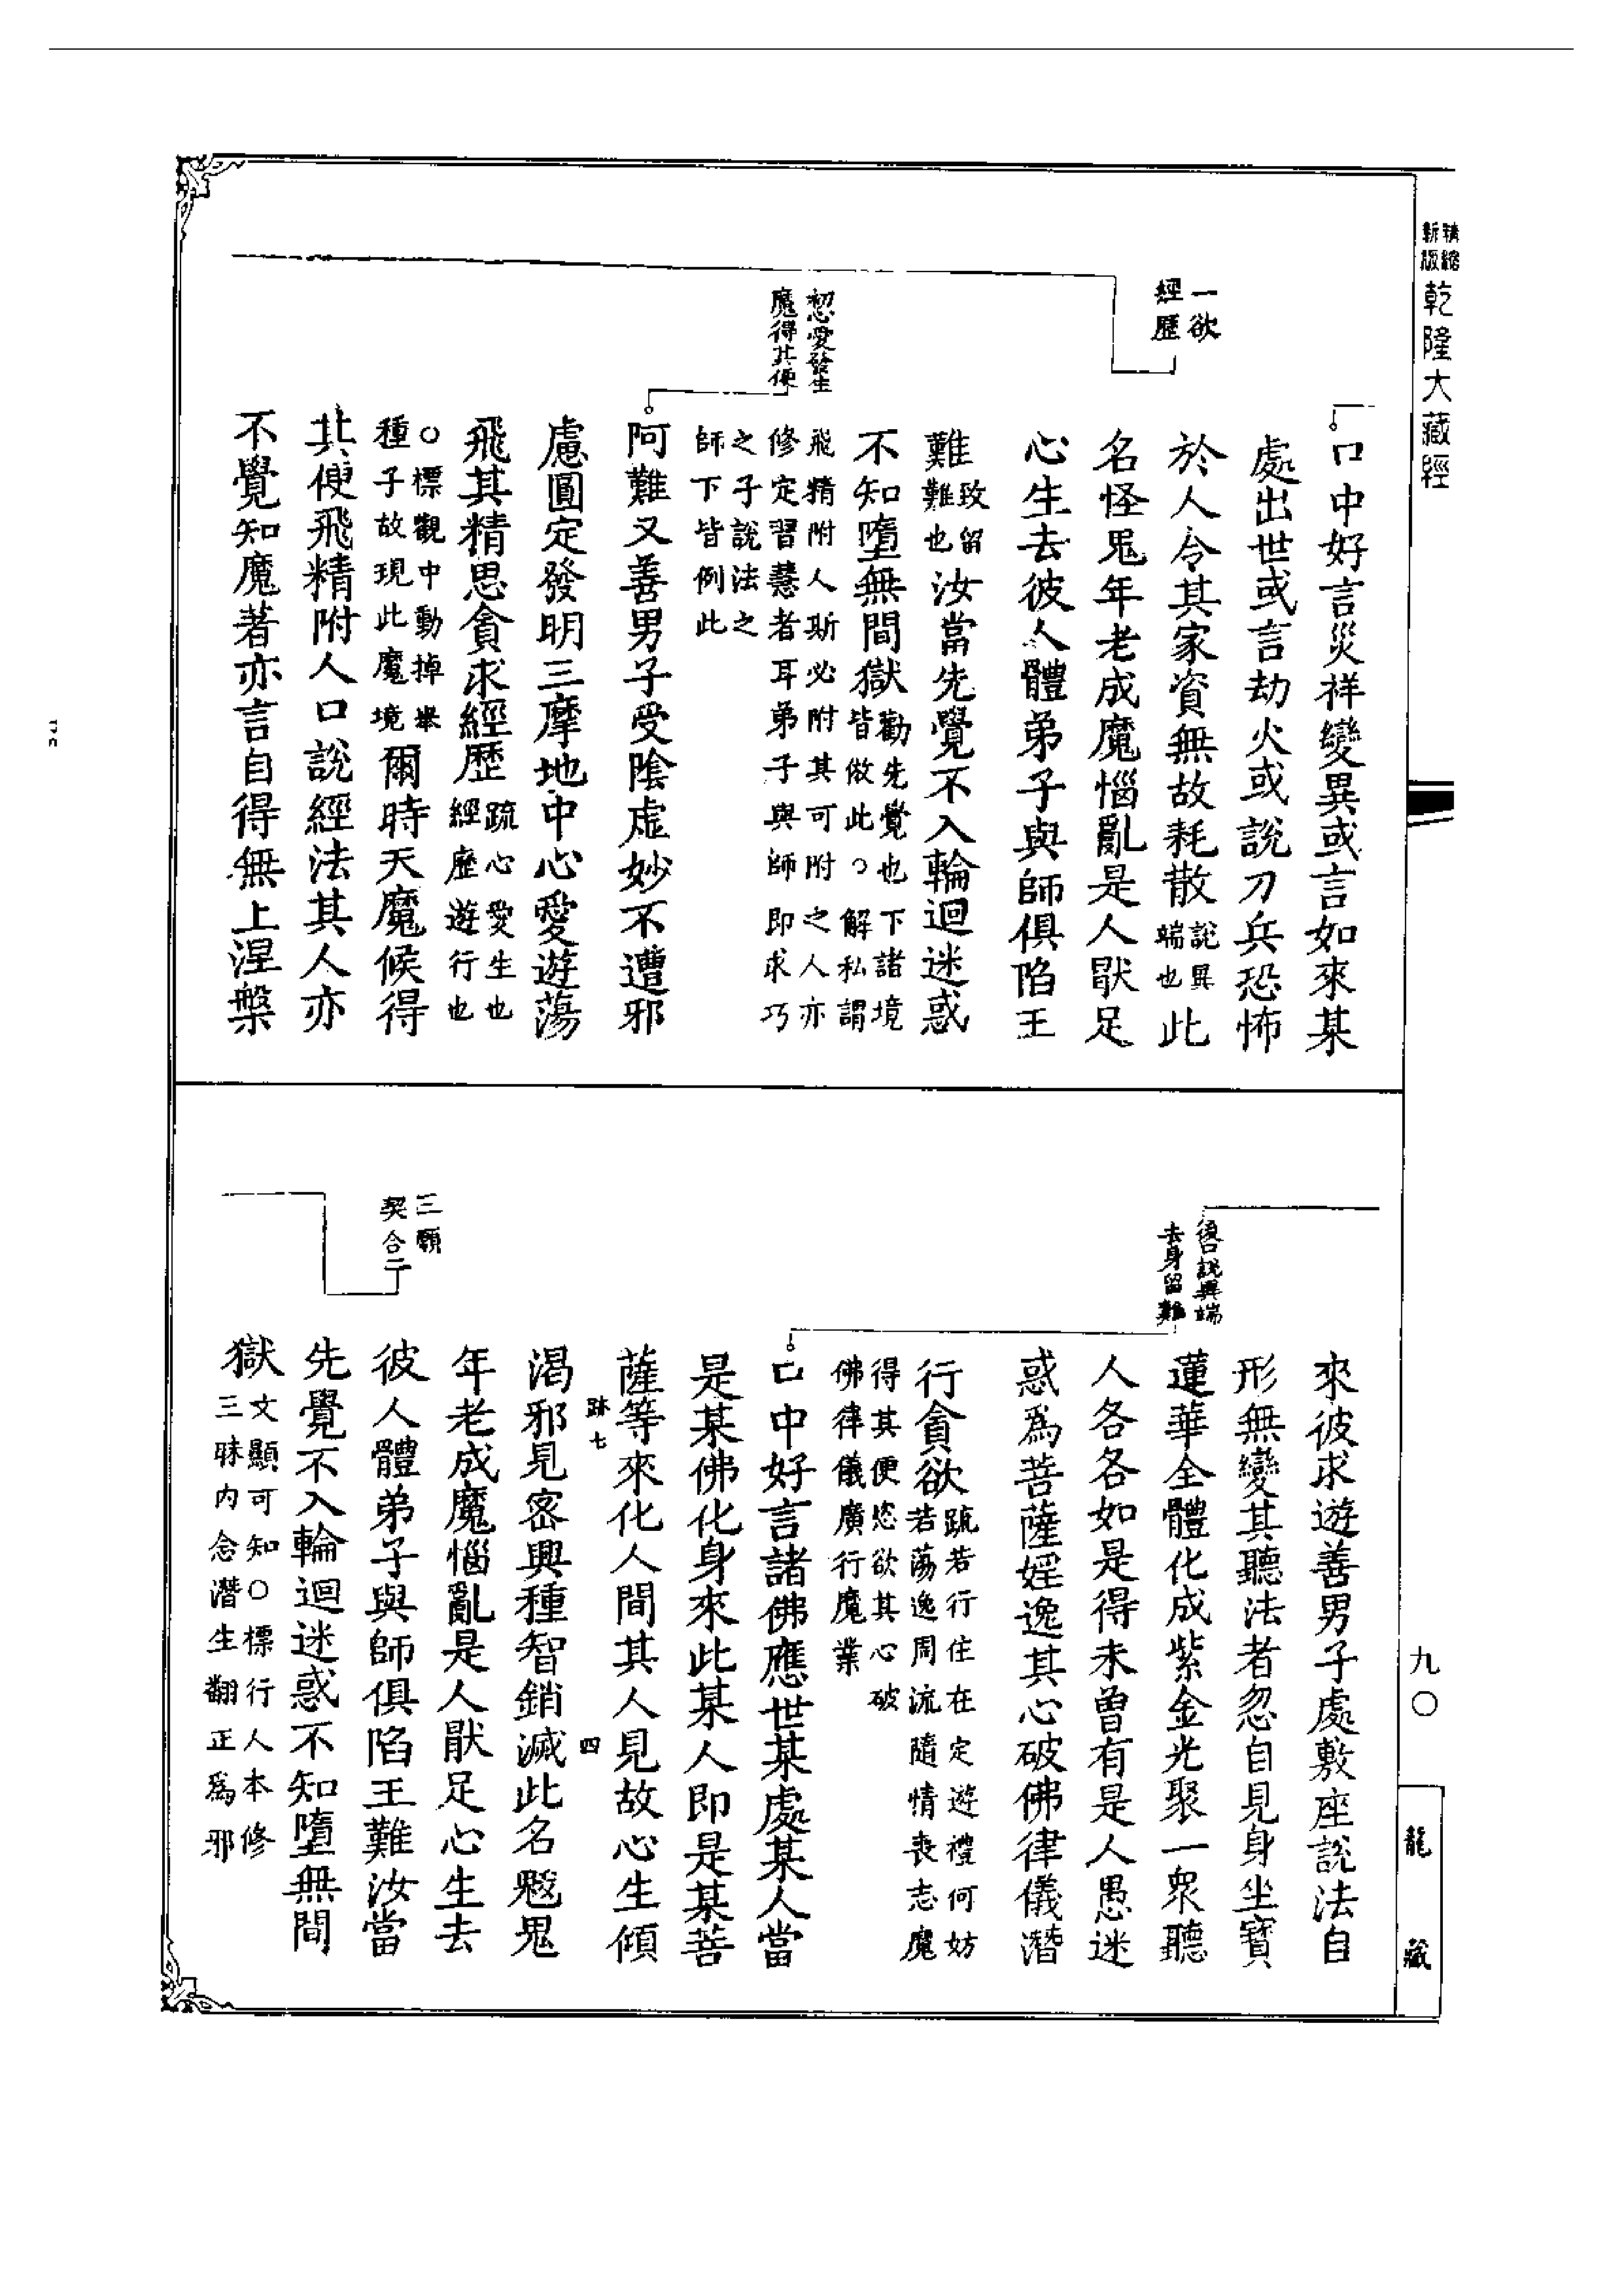 精縮新版
乾隆大藏經
口中好言災祥變異或言如來某
處出世或言劫火或說刀兵恐怖
於人令其家資無故耗散說異端也此
名怪鬼年老成魔惱亂是人厭足
心生去彼人體弟子與師俱陷王
難致留難也汝當先覺不入輪迴迷惑
不知墮無間獄勸先覺也下諸境皆倣此○解私謂
飛精附人斯必附其可附之人亦
修定習慧者耳弟子與師即求巧
之子說法之
師下皆例此
一欲
經歷
初愛發生
魔得其便
阿難又善男子受陰虛妙不遭邪
慮圓定發明三摩地中心愛遊蕩
飛其精思貪求經歷疏心愛生也經歷遊行也
○標觀中動掉舉
種子故現此魔境爾時天魔候得
其便飛精附人口說經法其人亦
不覺知魔著亦言自得無上涅槃
來彼求遊善男子處敷座說法自
形無變其聽法者忽自見身坐寶
蓮華全體化成紫金光聚一衆聽
人各各如是得未曾有是人愚迷
惑為菩薩婬逸其心破佛律儀潛
行貪欲疏若行住在定遊禮何妨若蕩逸周流隨情喪志魔
得其便恣欲其心破
佛律儀廣行魔業
後口說異端
去身留難
口中好言諸佛應世某處某人當
是某佛化身來此某人即是某菩
薩等來化人間其人見故心生傾
跡七 四
渴邪見密興種智銷滅此名魃鬼
年老成魔惱亂是人厭足心生去
彼人體弟子與師俱陷王難汝當
先覺不入輪迴迷惑不知墮無間
獄文顯可知○標行人本修
三昧內念潛生翻正為邪
三願
契合二
九〇
龍藏